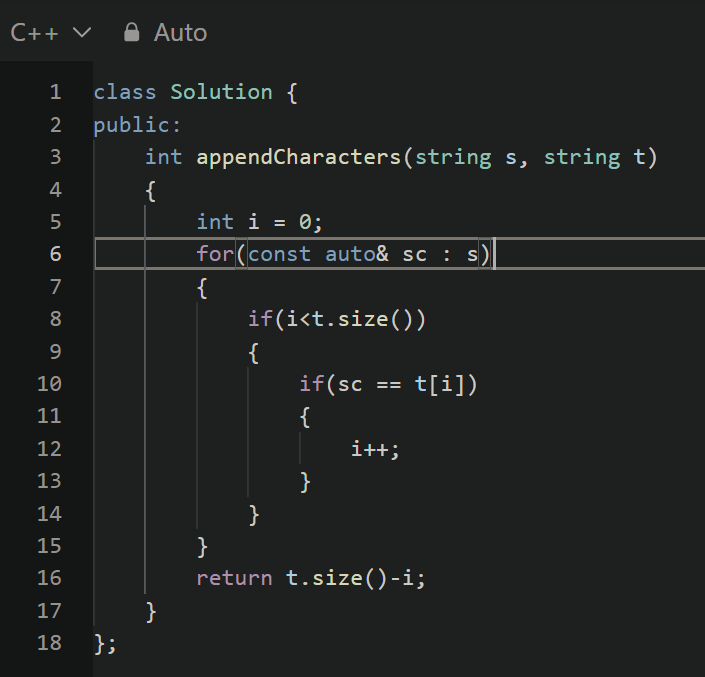 C++ Auto
1 class Solution {
2 public:
3     int appendCharacters(string s, string t)
4     {
5         int i = 0;
6         for(const auto& sc : s)
7         {
8             if(i<t.size())
9             {
10                 if(sc == t[i])
11                 {
12                     i++;
13                 }
14             }
15         }
16         return t.size()-i;
17     }
18 };